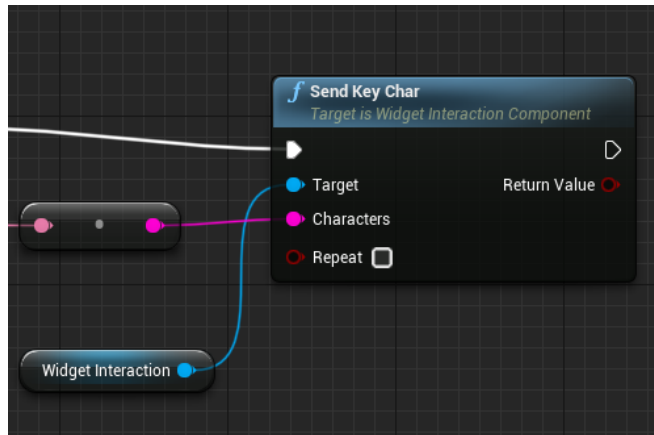 f Send Key Char
Target is Widget Interaction Component
Target
Return Value
Characters
Repeat
Widget Interaction